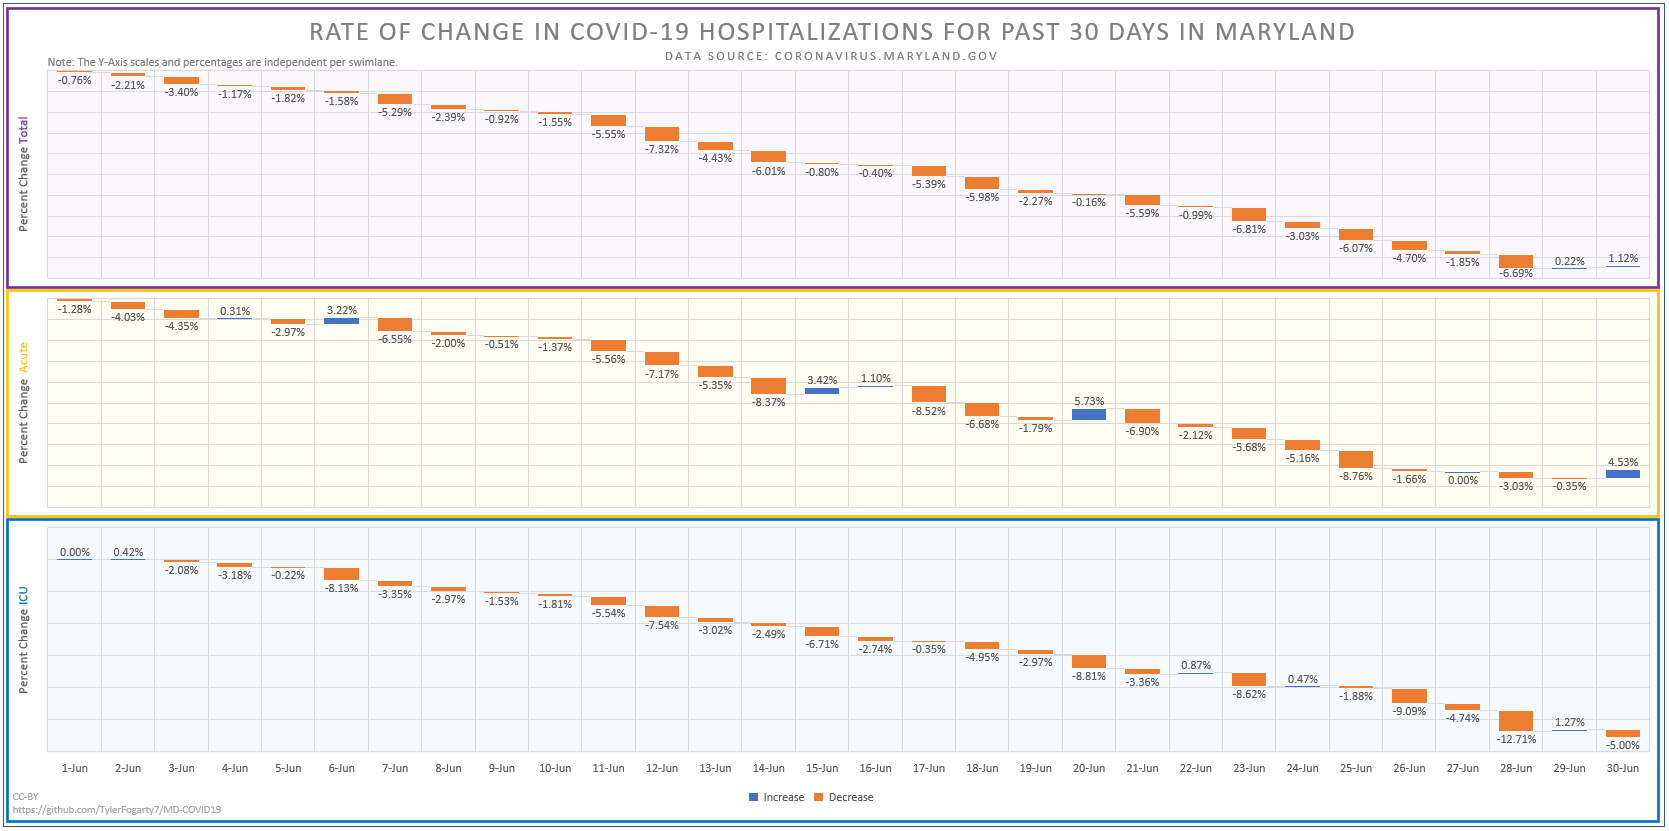 RATE OF CHANGE IN COVID-19 HOSPITALIZATIONS FOR PAST 30 DAYS IN MARYLAND
DATA SOURCE: CORONAVIRUS.MARYLAND.GOV
Note: The Y-Axis scales and percentages are independent per swimlane.
Percent Change Total
-0.76% -2.21% -3.40% -1.17% -1.82% -1.58% -5.29% -2.39% -0.92% -1.55% -5.55% -7.32% -4.43% -6.01% -0.80% -0.40% -5.39% -5.98% -2.27% -0.16% -5.59% -0.99% -6.81% -3.03% -6.07% -4.70% -1.85% -6.69% 0.22% 1.12%
Percent Change Acute
-1.28% -4.03% -4.35% 0.31% -2.97% 3.22% -6.55% -2.00% -0.51% -1.37% -5.56% -7.17% -5.35% -8.37% 3.42% 1.10% -8.52% -6.68% -1.79% 5.73% -6.90% -2.12% -5.68% -5.16% -8.76% -1.66% 0.00% -3.03% -0.35% 4.53%
Percent Change ICU
0.00% 0.42% -2.08% -3.18% -0.22% -8.13% -3.35% -2.97% -1.53% -1.81% -5.54% -7.54% -3.02% -2.49% -6.71% -2.74% -0.35% -4.95% -2.97% -8.81% -3.36% 0.87% -8.62% 0.47% -1.88% -9.09% -4.74% -12.71% 1.27% -5.00%
1-Jun 2-Jun 3-Jun 4-Jun 5-Jun 6-Jun 7-Jun 8-Jun 9-Jun 10-Jun 11-Jun 12-Jun 13-Jun 14-Jun 15-Jun 16-Jun 17-Jun 18-Jun 19-Jun 20-Jun 21-Jun 22-Jun 23-Jun 24-Jun 25-Jun 26-Jun 27-Jun 28-Jun 29-Jun 30-Jun
Increase Decrease
CC-BY
https://github.com/TylerFogarty7/MD-COVID19